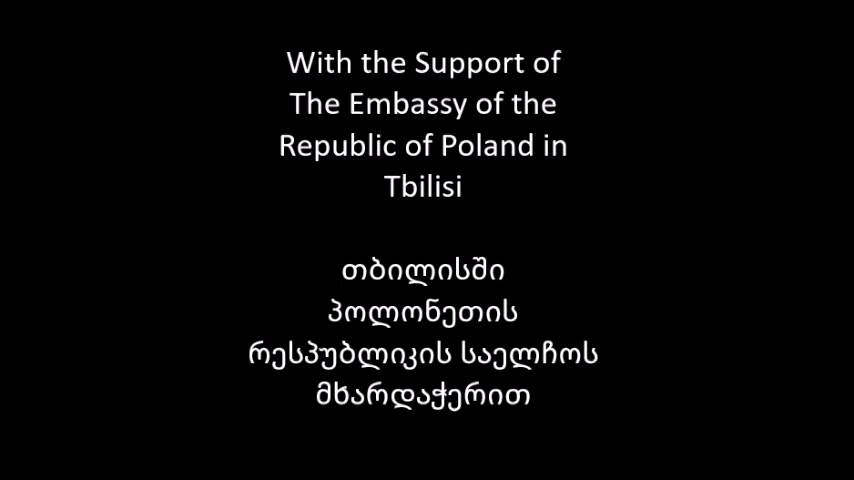 With the Support of
The Embassy of the
Republic of Poland in
Tbilisi
თბილისში
პოლონეთის
რესპუბლიკის საელჩოს
მხარდაჭერით